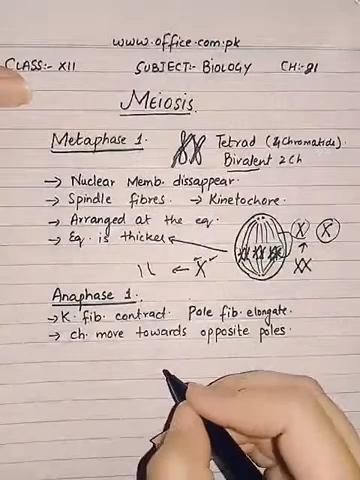 www.office.com.pk
CLASS:- XII SUBJECT:- BIOLOGY CH:- 21
MEIOSIS
Metaphase 1. Tetrad (4 chromatids).
Bivalent 2 Ch
→ Nuclear Memb. dissappear.
→ Spindle fibres. → Kinetochore.
→ Arranged at the eq.
→ Eq. is thicker
Anaphase 1.
→ K. fib. contract. Pole fib. elongate.
→ ch. move towards opposite poles.